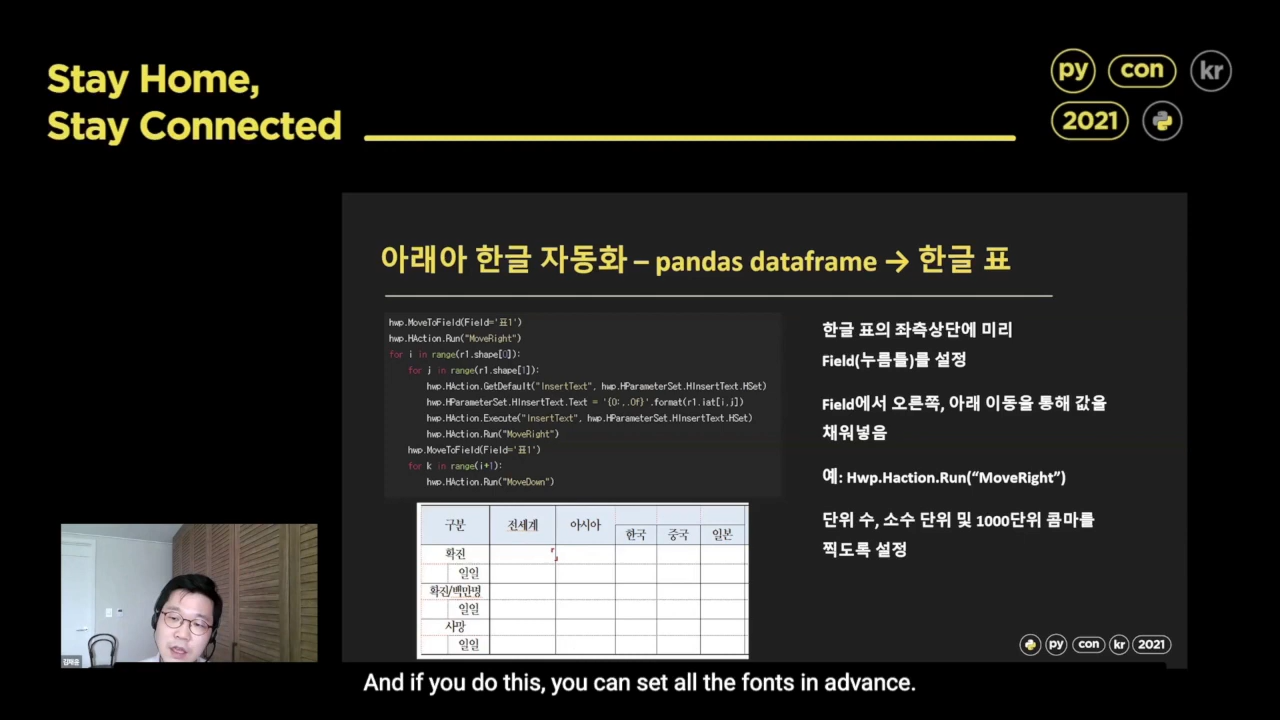 Stay Home,
Stay Connected
py con kr
2021
아래아 한글 자동화 – pandas dataframe → 한글 표
hwp.MoveToField(Field='표1')
hwp.HAction.Run("MoveRight")
for i in range(r1.shape[0]):
for j in range(r1.shape[1]):
hwp.HAction.GetDefault("InsertText", hwp.HParameterSet.HInsertText.HSet)
hwp.HParameterSet.HInsertText.Text = '{0:,.0f}'.format(r1.iat[i,j])
hwp.HAction.Execute("InsertText", hwp.HParameterSet.HInsertText.HSet)
hwp.HAction.Run("MoveRight")
hwp.MoveToField(Field='표1')
for k in range(i+1):
hwp.HAction.Run("MoveDown")
한글 표의 좌측상단에 미리
Field(누름틀)를 설정
Field에서 오른쪽, 아래 이동을 통해 값을
채워넣음
예: Hwp.Haction.Run(“MoveRight”)
단위 수, 소수 단위 및 1000단위 콤마를
찍도록 설정
구분 전세계 아시아 한국 중국 일본
확진
일일
확진/백만명
일일
사망
일일
py con kr 2021
김재윤
And if you do this, you can set all the fonts in advance.